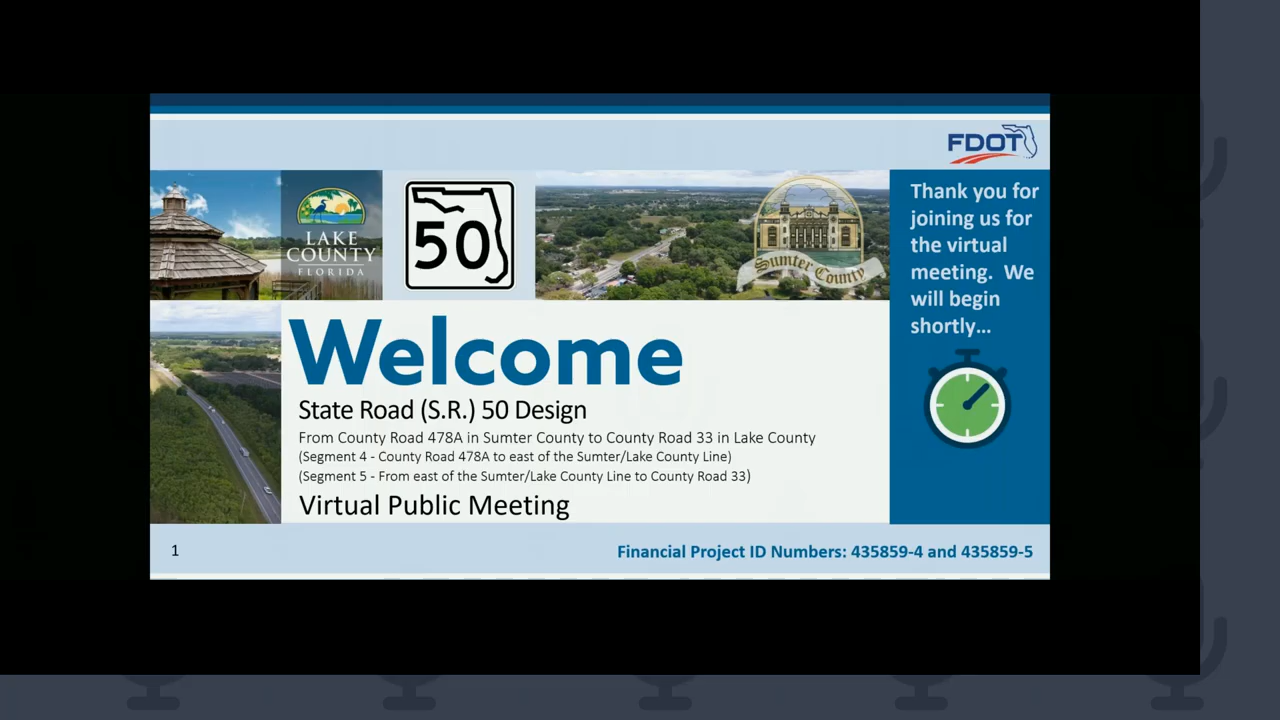 FDOT
LAKE
COUNTY
FLORIDA
50
Sumter County
Thank you for
joining us for
the virtual
meeting. We
will begin
shortly...
Welcome
State Road (S.R.) 50 Design
From County Road 478A in Sumter County to County Road 33 in Lake County
(Segment 4 - County Road 478A to east of the Sumter/Lake County Line)
(Segment 5 - From east of the Sumter/Lake County Line to County Road 33)
Virtual Public Meeting
1
Financial Project ID Numbers: 435859-4 and 435859-5